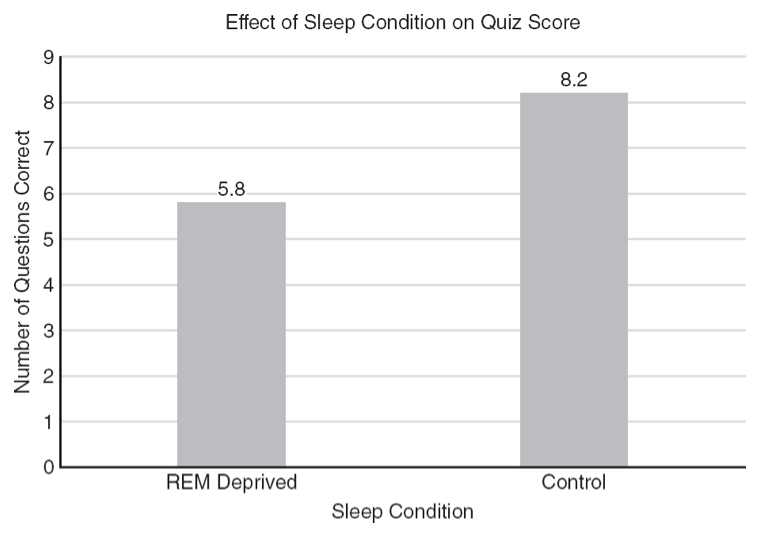 Effect of Sleep Condition on Quiz Score
9
8
7
6
5
4
3
2
1
0
Number of Questions Correct
5.8
8.2
REM Deprived
Control
Sleep Condition